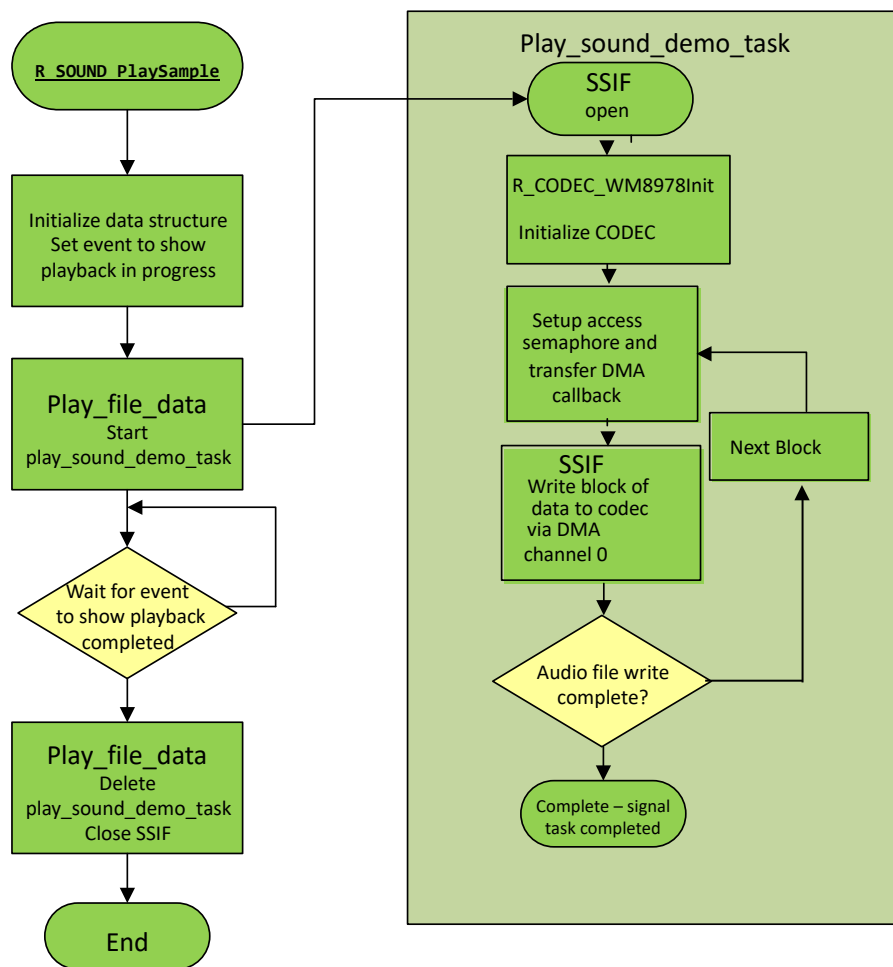 R_SOUND_PlaySample
Initialize data structure
Set event to show
playback in progress
Play_file_data
Start
play_sound_demo_task
Wait for event
to show playback
completed
Play_file_data
Delete
play_sound_demo_task
Close SSIF
End
Play_sound_demo_task
SSIF
open
R_CODEC_WM8978Init
Initialize CODEC
Setup access
semaphore and
transfer DMA
callback
SSIF
Write block of
data to codec
via DMA
channel 0
Next Block
Audio file write
complete?
Complete – signal
task completed